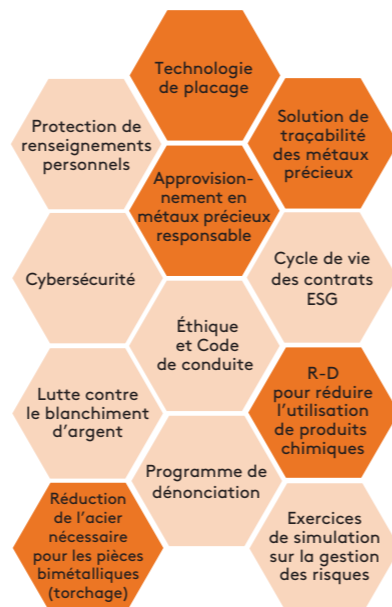 Technologie
de placage
Protection de
renseignements
personnels
Solution de
traçabilité
des métaux
précieux
Approvision-
nement en
métaux précieux
responsable
Cybersécurité
Cycle de vie
des contrats
ESG
Éthique
et Code
de conduite
Lutte contre
le blanchiment
d'argent
R-D
pour réduire
l'utilisation
de produits
chimiques
Programme de
dénonciation
Réduction
de l'acier
nécessaire
pour les pièces
bimétalliques
(torchage)
Exercices
de simulation
sur la gestion
des risques